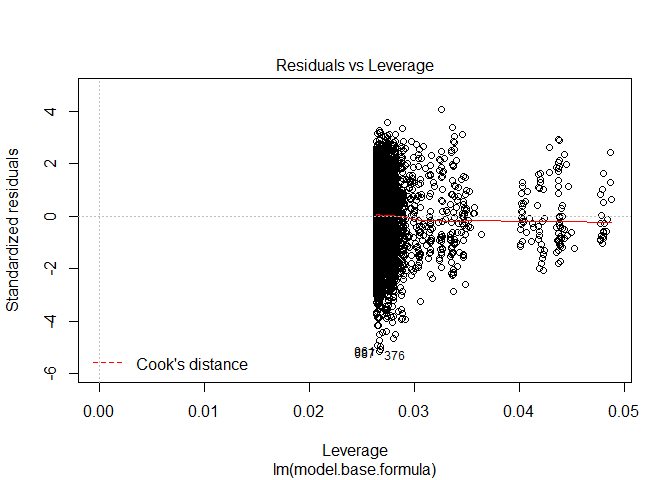 Residuals vs Leverage
Standardized residuals
4
2
0
-2
-4
-6
376
Cook's distance
0.00 0.01 0.02 0.03 0.04 0.05
Leverage
lm(model.base.formula)